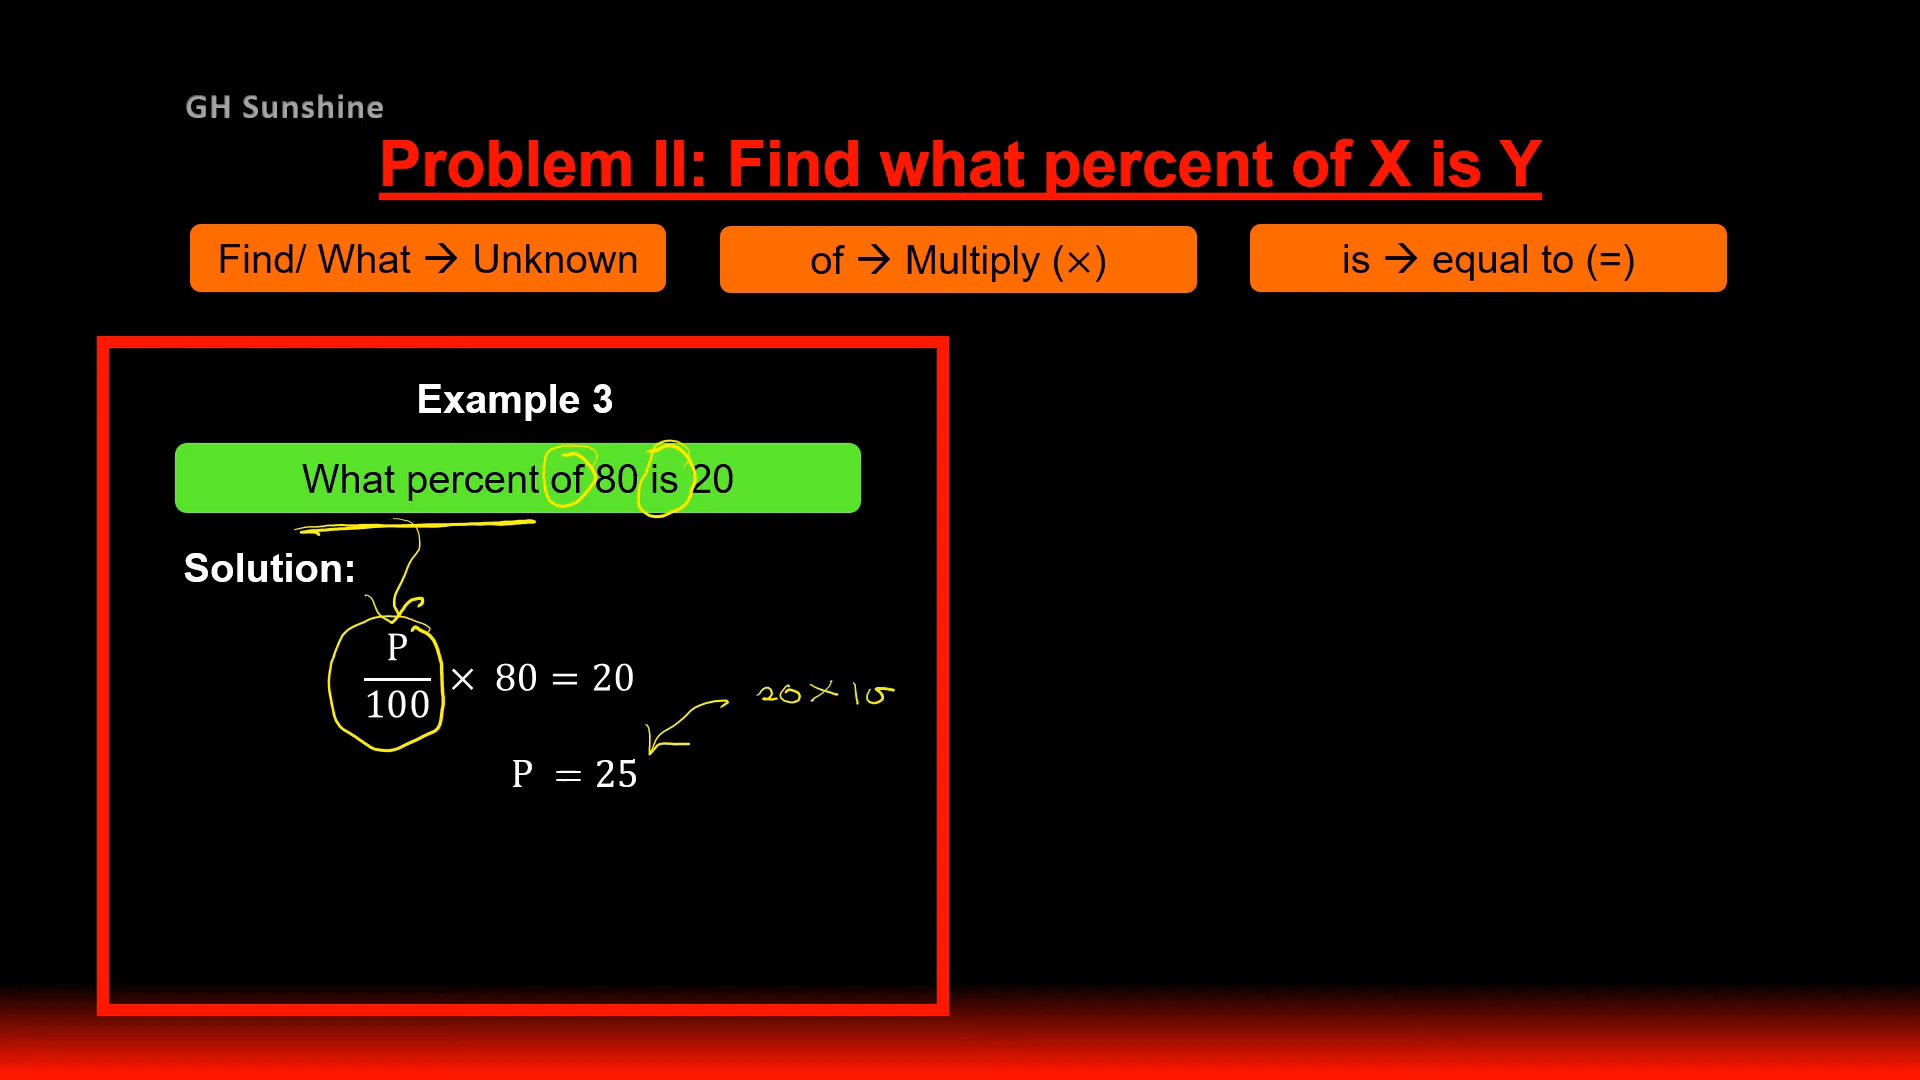 GH Sunshine
Problem II: Find what percent of X is Y
Find/ What → Unknown
of → Multiply (×)
is → equal to (=)
Example 3
What percent of 80 is 20
Solution:
P/100 × 80 = 20
20 × 10
P = 25